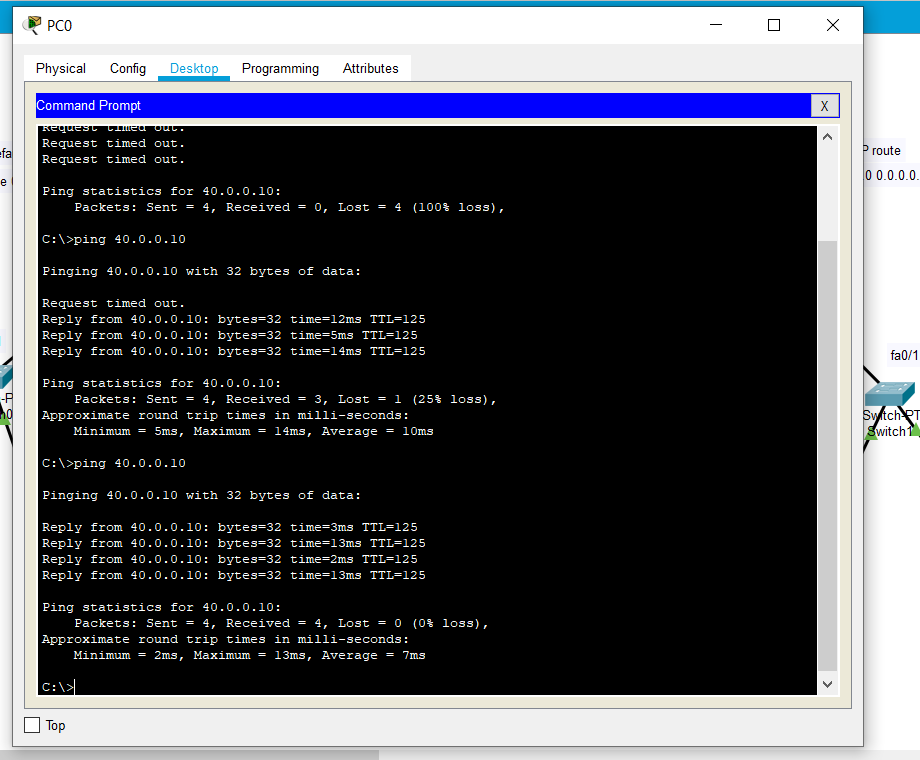 PC0
Physical Config Desktop Programming Attributes
Command Prompt X
Request timed out.
Request timed out.
Request timed out.

Ping statistics for 40.0.0.10:
    Packets: Sent = 4, Received = 0, Lost = 4 (100% loss),

C:\>ping 40.0.0.10

Pinging 40.0.0.10 with 32 bytes of data:

Request timed out.
Reply from 40.0.0.10: bytes=32 time=12ms TTL=125
Reply from 40.0.0.10: bytes=32 time=5ms TTL=125
Reply from 40.0.0.10: bytes=32 time=14ms TTL=125

Ping statistics for 40.0.0.10:
    Packets: Sent = 4, Received = 3, Lost = 1 (25% loss),
Approximate round trip times in milli-seconds:
    Minimum = 5ms, Maximum = 14ms, Average = 10ms

C:\>ping 40.0.0.10

Pinging 40.0.0.10 with 32 bytes of data:

Reply from 40.0.0.10: bytes=32 time=3ms TTL=125
Reply from 40.0.0.10: bytes=32 time=13ms TTL=125
Reply from 40.0.0.10: bytes=32 time=2ms TTL=125
Reply from 40.0.0.10: bytes=32 time=13ms TTL=125

Ping statistics for 40.0.0.10:
    Packets: Sent = 4, Received = 4, Lost = 0 (0% loss),
Approximate round trip times in milli-seconds:
    Minimum = 2ms, Maximum = 13ms, Average = 7ms

C:\>
Top
P route
0 0.0.0.0.
fa0/1
Switch-PT
Switch1